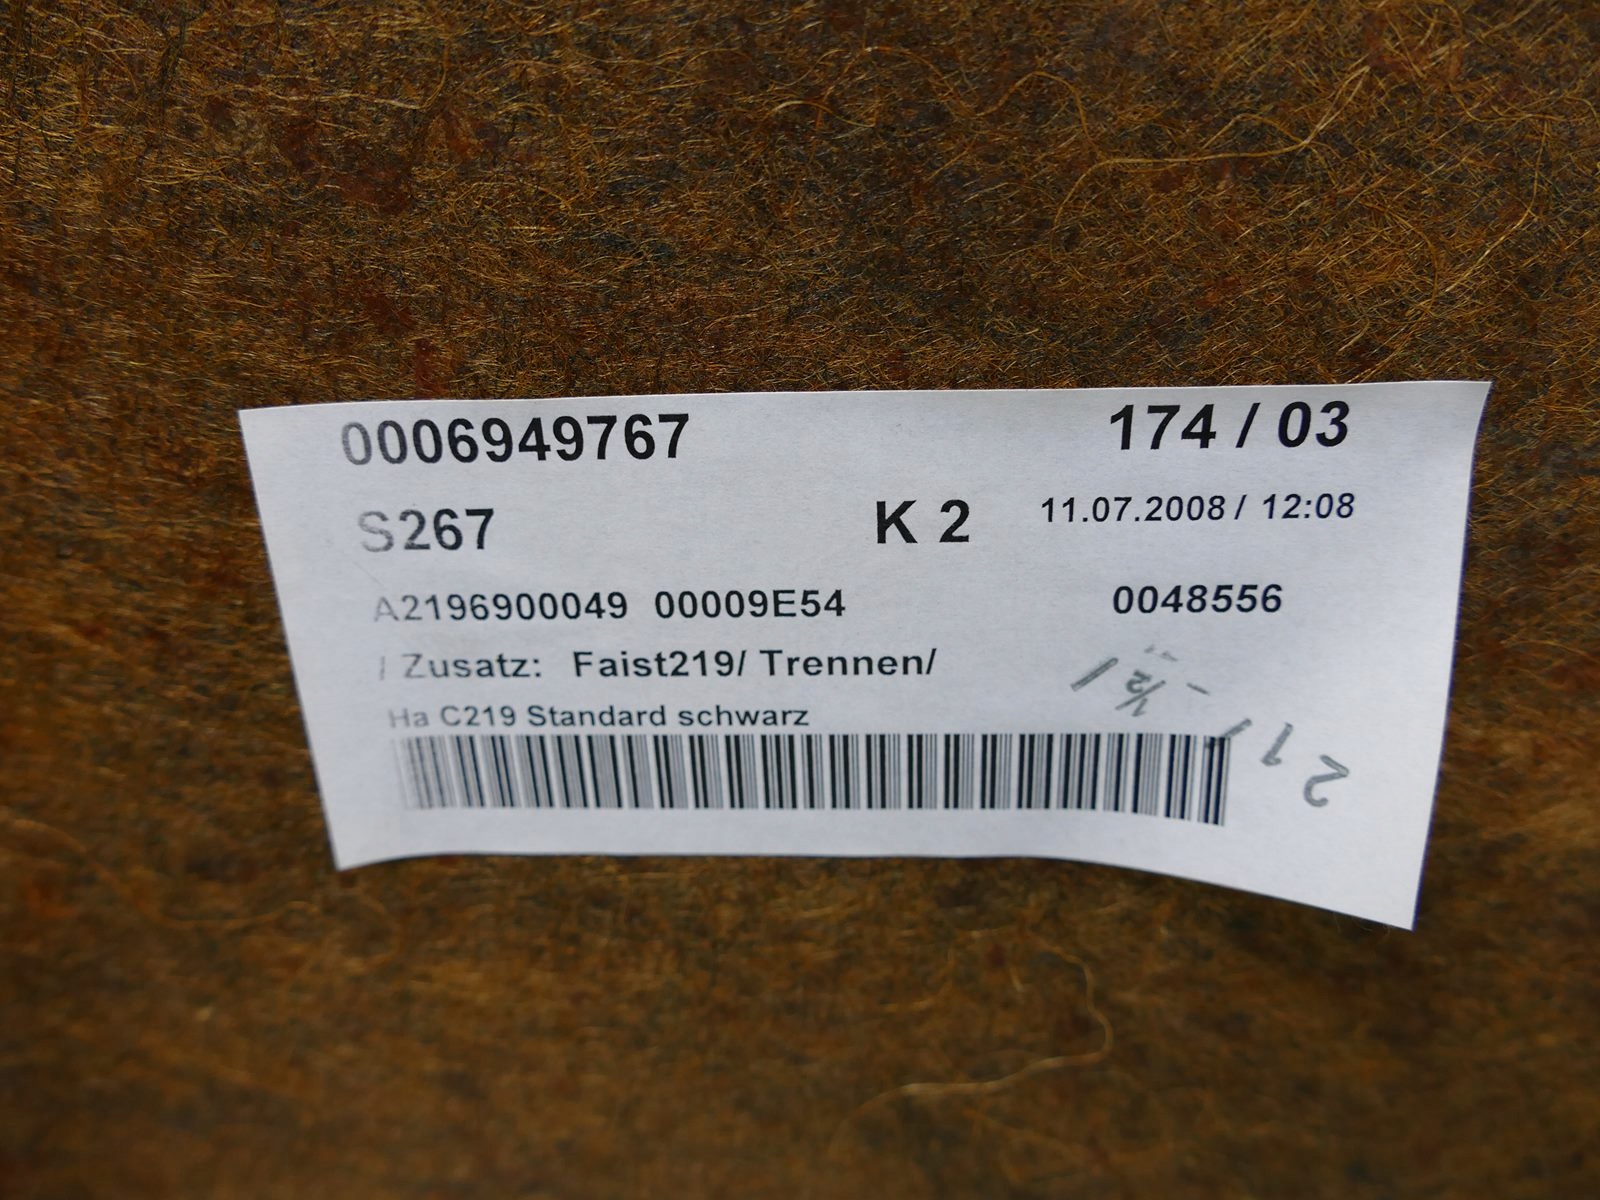 0006949767 174 / 03
S267 K 2 11.07.2008 / 12:08
A2196900049 00009E54 0048556
/ Zusatz: Faist219/ Trennen/
Ha C219 Standard schwarz